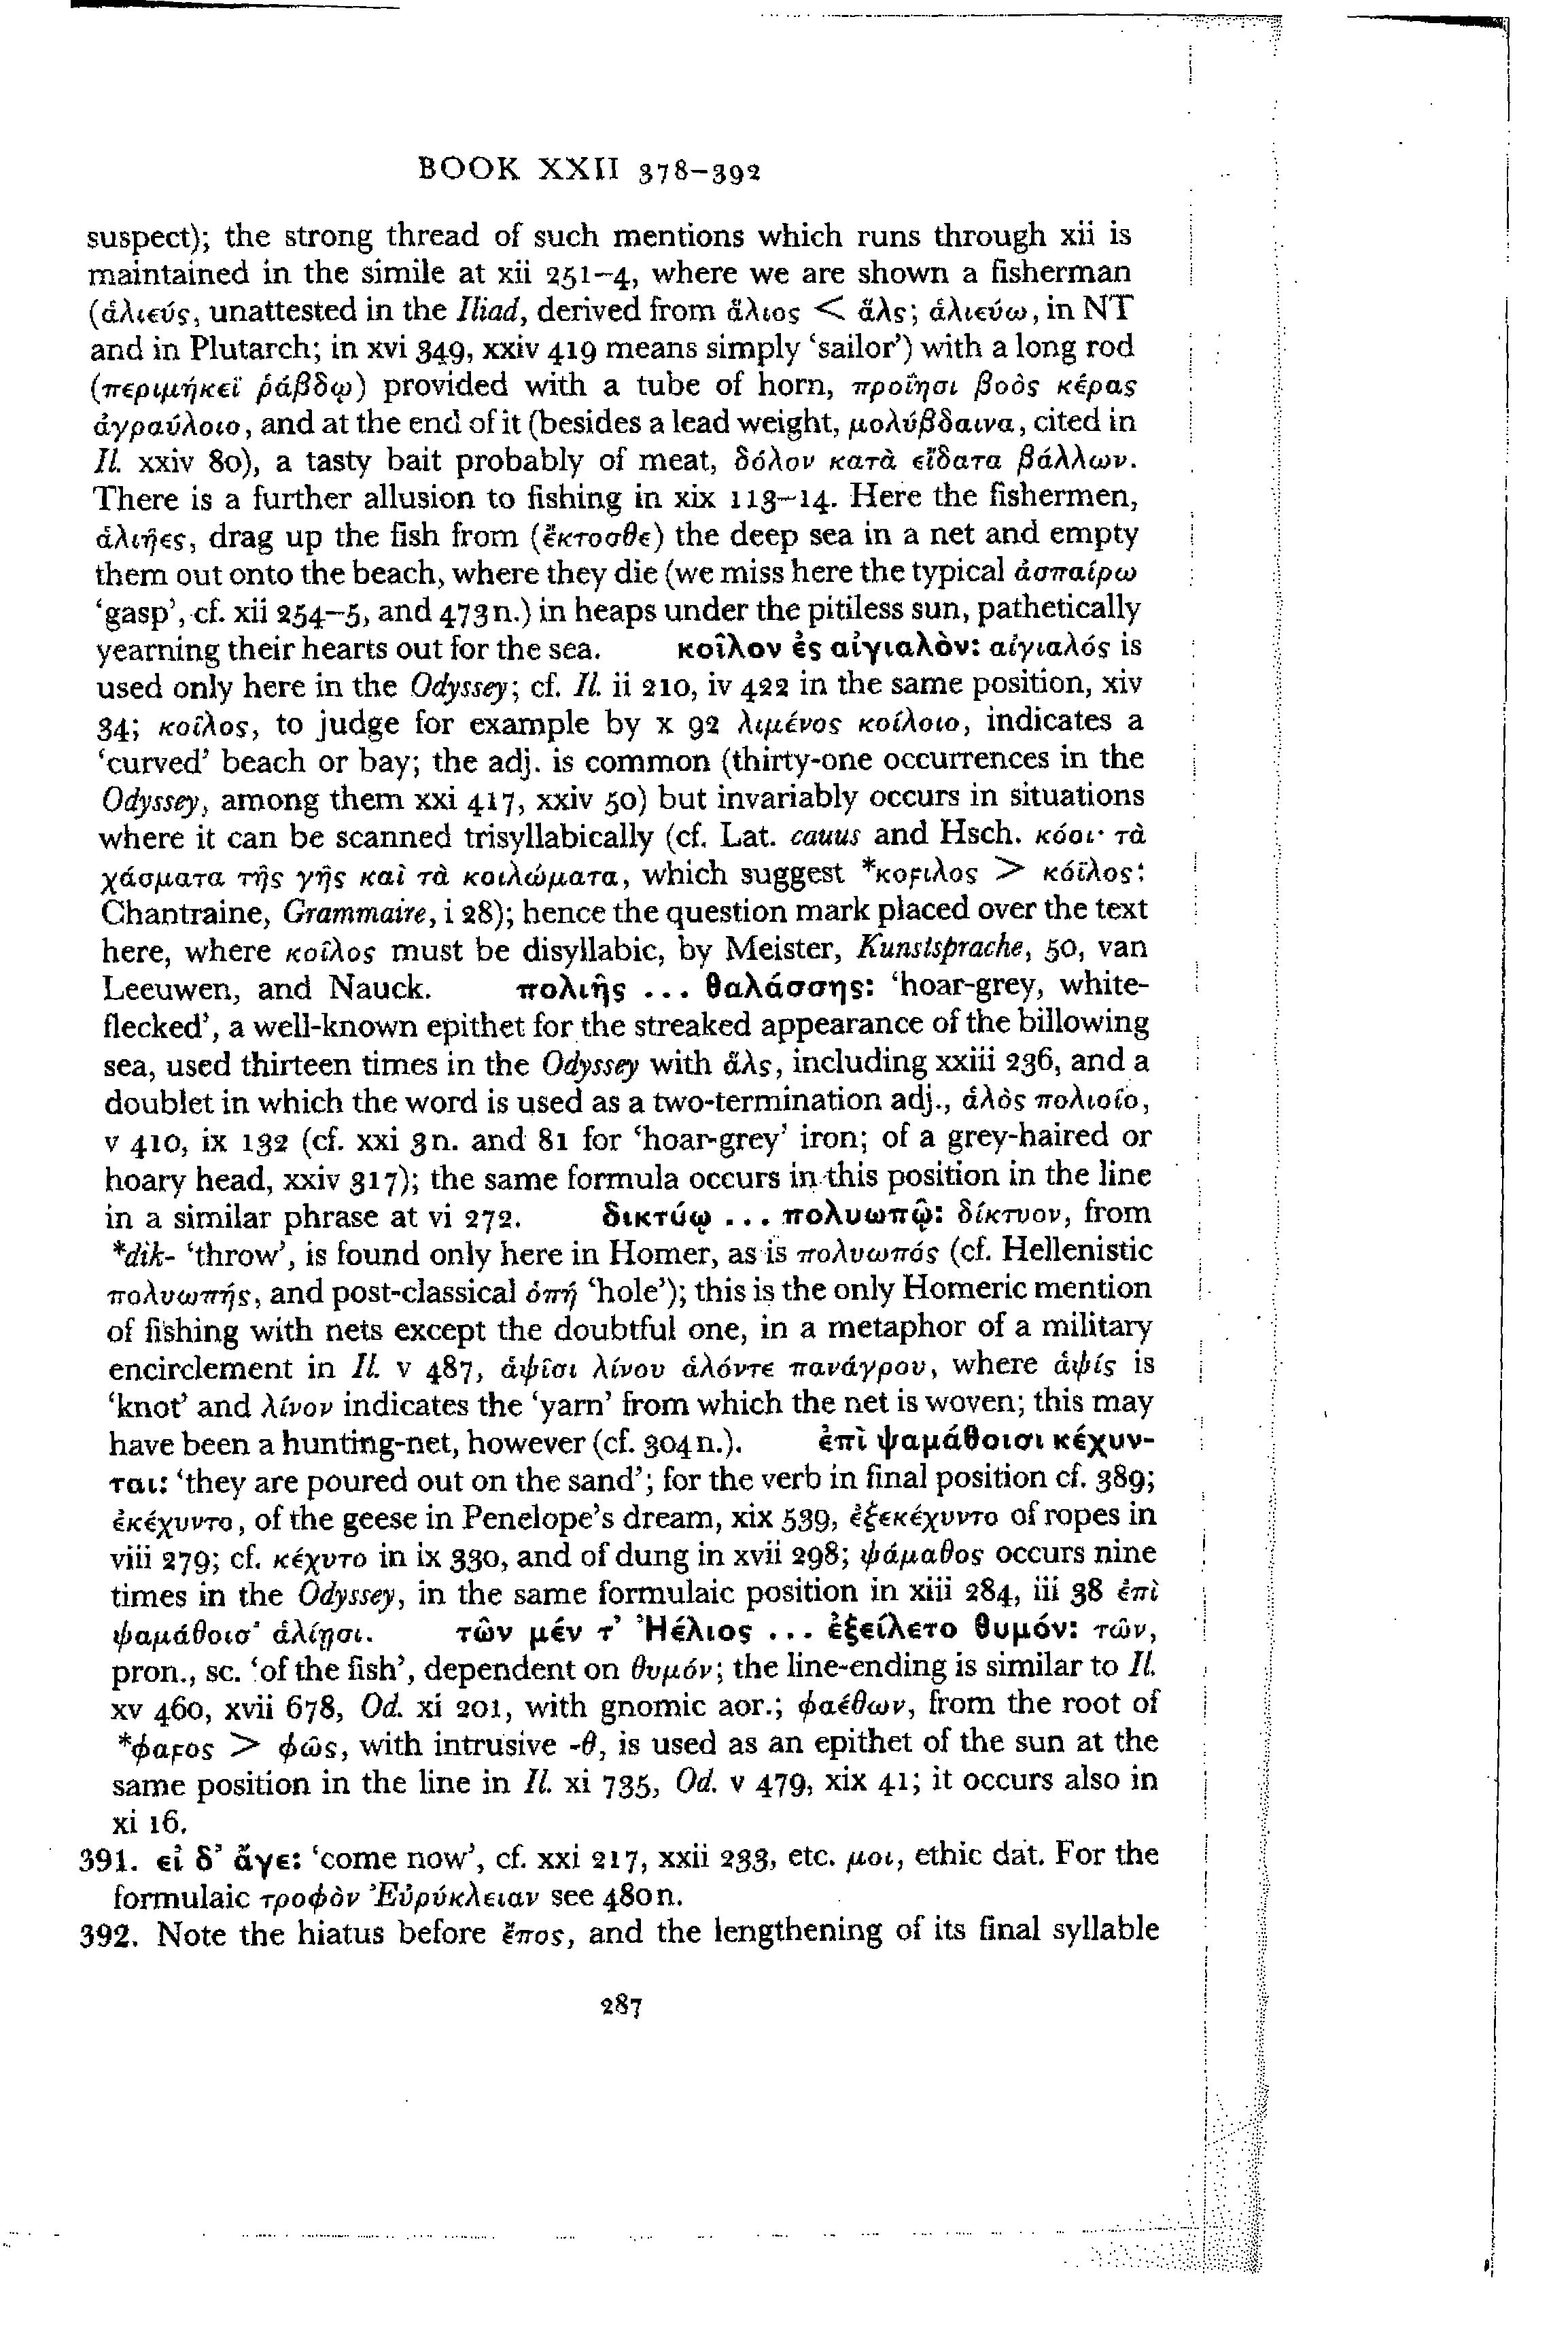 BOOK XXII 378–392
suspect); the strong thread of such mentions which runs through xii is
maintained in the simile at xii 251–4, where we are shown a fisherman
(ἁλιεύς, unattested in the Iliad, derived from ἅλιος < ἅλς; ἁλιεύω, in NT
and in Plutarch; in xvi 349, xxiv 419 means simply ‘sailor’) with a long rod
(περιμήκεϊ ῥάβδῳ) provided with a tube of horn, προΐησι βοὸς κέρας
ἀγραύλοιο, and at the end of it (besides a lead weight, μολύβδαινα, cited in
Il. xxiv 80), a tasty bait probably of meat, δόλον κατὰ εἴδατα βάλλων.
There is a further allusion to fishing in xix 113–14. Here the fishermen,
ἁλιῆες, drag up the fish from (ἔκτοσθε) the deep sea in a net and empty
them out onto the beach, where they die (we miss here the typical ἀσπαίρω
‘gasp’, cf. xii 254–5, and 473n.) in heaps under the pitiless sun, pathetically
yearning their hearts out for the sea. κοῖλον ἐς αἰγιαλὸν: αἰγιαλός is
used only here in the Odyssey; cf. Il. ii 210, iv 422 in the same position, xiv
34; κοῖλος, to judge for example by x 92 λιμένος κοίλοιο, indicates a
‘curved’ beach or bay; the adj. is common (thirty-one occurrences in the
Odyssey, among them xxi 417, xxiv 50) but invariably occurs in situations
where it can be scanned trisyllabically (cf. Lat. cauus and Hsch. κόοι· τὰ
χάσματα τῆς γῆς καὶ τὰ κοιλώματα, which suggest *κοϝιλος > κόϊλος:
Chantraine, Grammaire, i 28); hence the question mark placed over the text
here, where κοῖλος must be disyllabic, by Meister, Kunstsprache, 50, van
Leeuwen, and Nauck. πολιῆς ... θαλάσσης: ‘hoar-grey, white-
flecked’, a well-known epithet for the streaked appearance of the billowing
sea, used thirteen times in the Odyssey with ἅλς, including xxiii 236, and a
doublet in which the word is used as a two-termination adj., ἁλὸς πολιοῖο,
v 410, ix 132 (cf. xxi 3n. and 81 for ‘hoar-grey’ iron; of a grey-haired or
hoary head, xxiv 317); the same formula occurs in this position in the line
in a similar phrase at vi 272. δικτύῳ ... πολυωπῷ: δίκτυον, from
*dik- ‘throw’, is found only here in Homer, as is πολυωπός (cf. Hellenistic
πολυωπής, and post-classical ὀπή ‘hole’); this is the only Homeric mention
of fishing with nets except the doubtful one, in a metaphor of a military
encirclement in Il. v 487, ἁψῖσι λίνου ἁλόντε πανάγρου, where ἁψίς is
‘knot’ and λίνον indicates the ‘yarn’ from which the net is woven; this may
have been a hunting-net, however (cf. 304n.). ἐπὶ ψαμάθοισι κέχυν-
ται: ‘they are poured out on the sand’; for the verb in final position cf. 389;
ἐκέχυντο, of the geese in Penelope’s dream, xix 539, ἐξεκέχυντο of ropes in
viii 279; cf. κέχυτο in ix 330, and of dung in xvii 298; ψάμαθος occurs nine
times in the Odyssey, in the same formulaic position in xiii 284, iii 38 ἐπὶ
ψαμάθοισ’ ἁλίῃσι. τῶν μέν τ’ Ἠέλιος ... ἐξείλετο θυμόν: τῶν,
pron., sc. ‘of the fish’, dependent on θυμόν; the line-ending is similar to Il.
xv 460, xvii 678, Od. xi 201, with gnomic aor.; φαέθων, from the root of
*φαϝος > φῶς, with intrusive -θ, is used as an epithet of the sun at the
same position in the line in Il. xi 735, Od. v 479, xix 41; it occurs also in
xi 16.
391. εἰ δ’ ἄγε: ‘come now’, cf. xxi 217, xxii 233, etc. μοι, ethic dat. For the
formulaic τροφὸν Εὐρύκλειαν see 480n.
392. Note the hiatus before ἔπος, and the lengthening of its final syllable
287